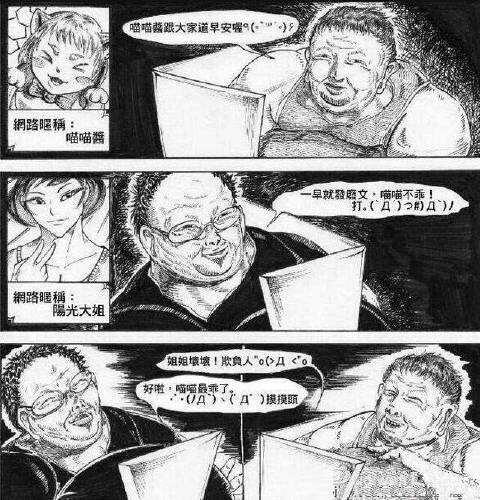 喵喵醬跟大家道早安喔
網路暱稱：
喵喵醬
一早就發廢文，喵喵不乖！
打。(´Д´)つ#)Д`)ﾉ
網路暱稱：
陽光大姐
姐姐壞壞！欺負人"o(>Д<"o
好啦，喵喵最乖了。
(ﾉД`)ヽ(´Д` )摸摸頭